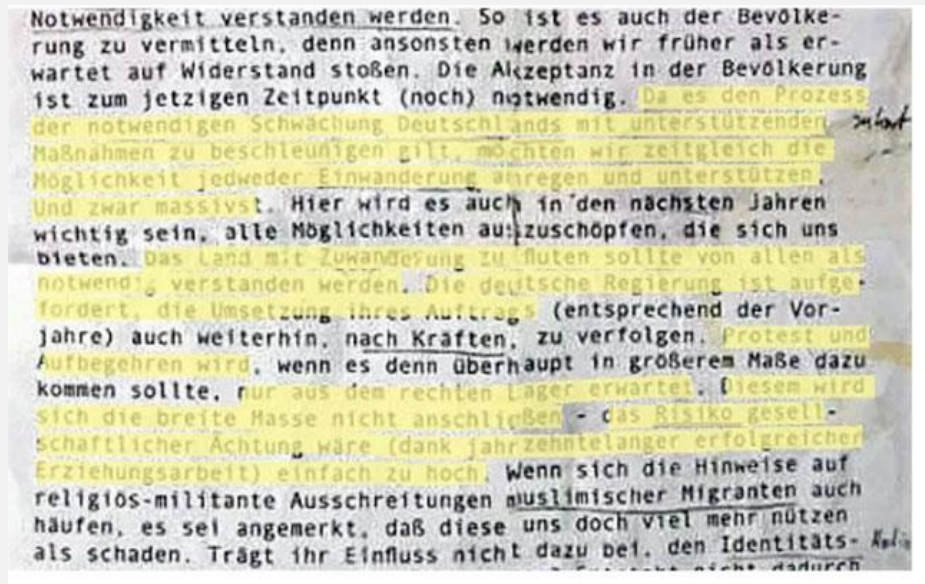 Notwendigkeit verstanden werden. So ist es auch der Bevölke-
rung zu vermitteln, denn ansonsten werden wir früher als er-
wartet auf Widerstand stoßen. Die Akzeptanz in der Bevölkerung
ist zum jetzigen Zeitpunkt (noch) notwendig. Da es den Prozess
der notwendigen Schwächung Deutschlands mit unterstützenden
Maßnahmen zu beschleunigen gilt, möchten wir zeitgleich die
Möglichkeit jedweder Einwanderung anregen und unterstützen.
Und zwar massivst. Hier wird es auch in den nächsten Jahren
wichtig sein, alle Möglichkeiten auszuschöpfen, die sich uns
bieten. Das Land mit Zuwanderung zu fluten sollte von allen als
notwendig verstanden werden. Die deutsche Regierung ist aufge-
fordert, die Umsetzung ihres Auftrags (entsprechend der Vor-
jahre) auch weiterhin, nach Kräften, zu verfolgen. Protest und
Aufbegehren wird, wenn es denn überhaupt in größerem Maße dazu
kommen sollte, nur aus dem rechten Lager erwartet. Diesem wird
sich die breite Masse nicht anschließen - das Risiko gesell-
schaftlicher Ächtung wäre (dank jahrzehntelanger erfolgreicher
Erziehungsarbeit) einfach zu hoch. Wenn sich die Hinweise auf
religiös-militante Ausschreitungen muslimischer Migranten auch
häufen, es sei angemerkt, daß diese uns doch viel mehr nützen
als schaden. Trägt ihr Einfluss nicht dazu bei, den Identitäts-
nicht dadurch